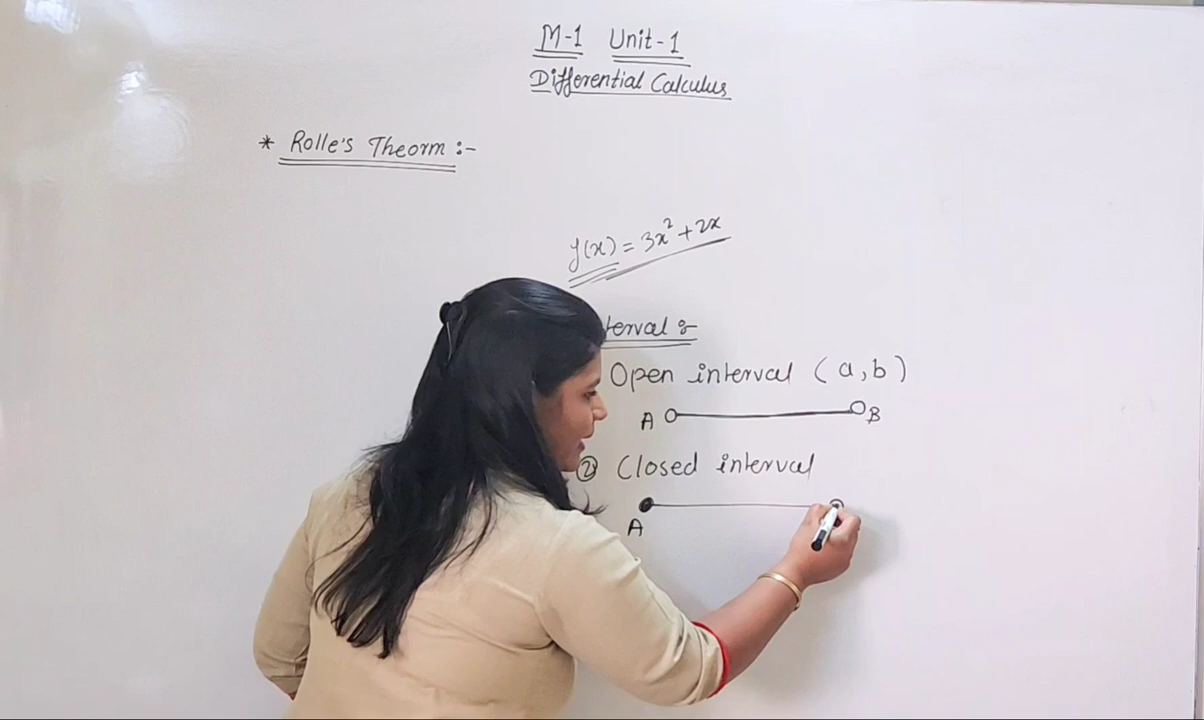 M-1 Unit-1
Differential Calculus
* Rolle's Theorm :-
f(x) = 3x² + 2x
terval :-
Open interval (a, b)
A B
② Closed interval
A